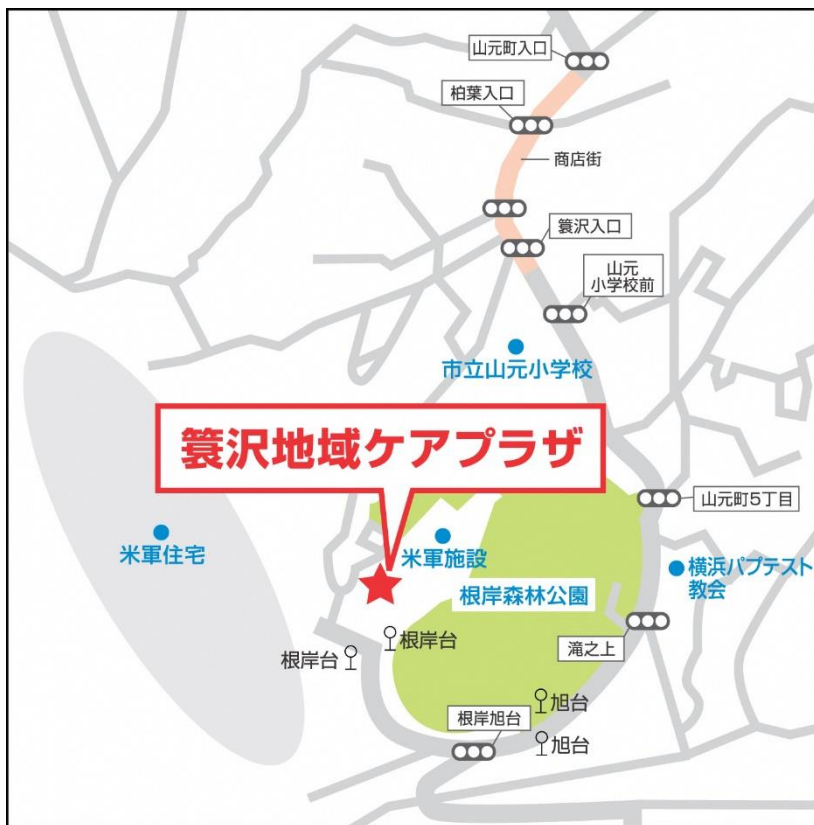 山元町入口
柏葉入口
商店街
簑沢入口
山元
小学校前
市立山元小学校
簑沢地域ケアプラザ
山元町5丁目
米軍住宅
米軍施設
横浜パプテスト
教会
根岸森林公園
根岸台
根岸台
滝之上
旭台
根岸旭台
旭台